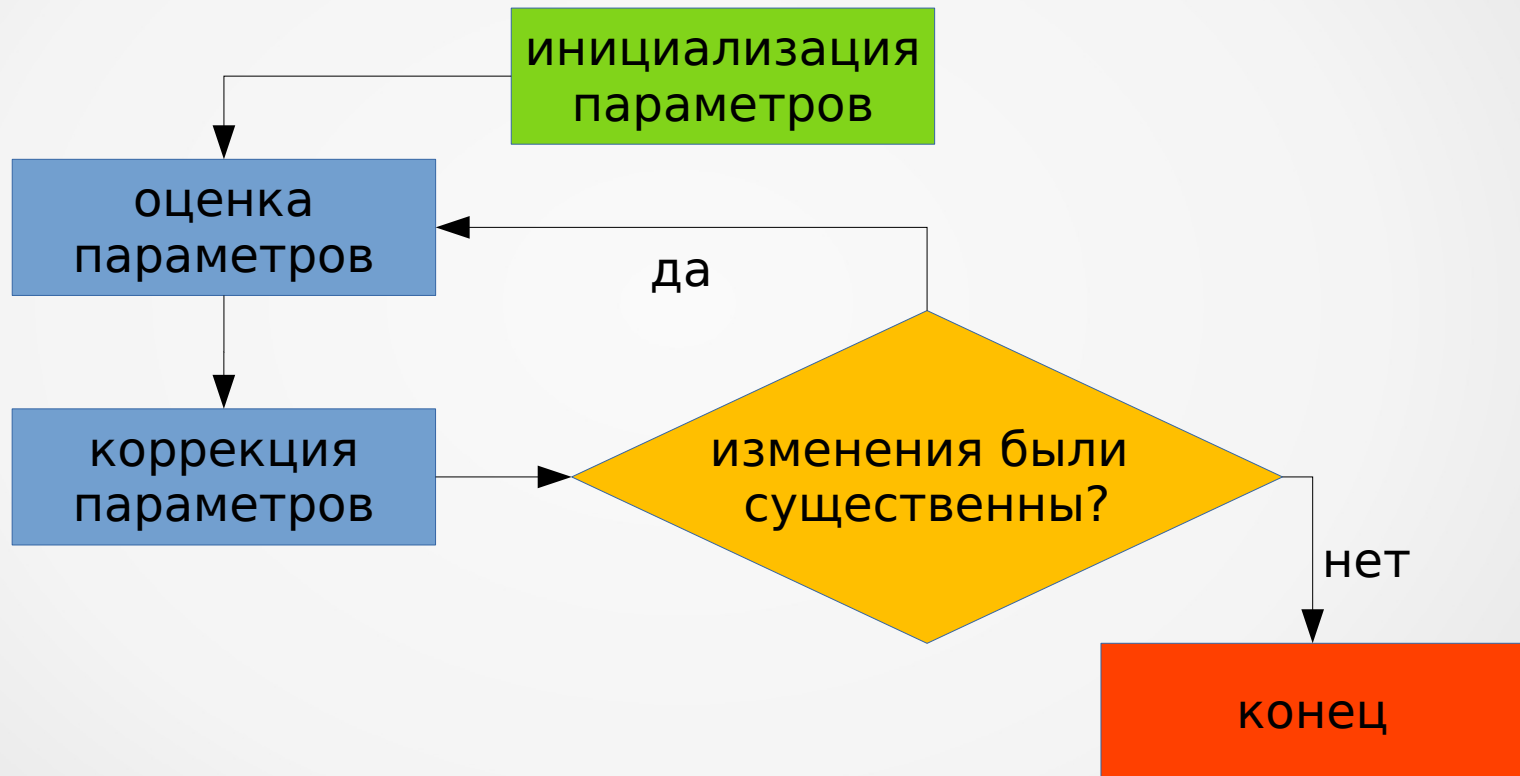 инициализация
параметров
оценка
параметров
да
коррекция
параметров
изменения были
существенны?
нет
конец